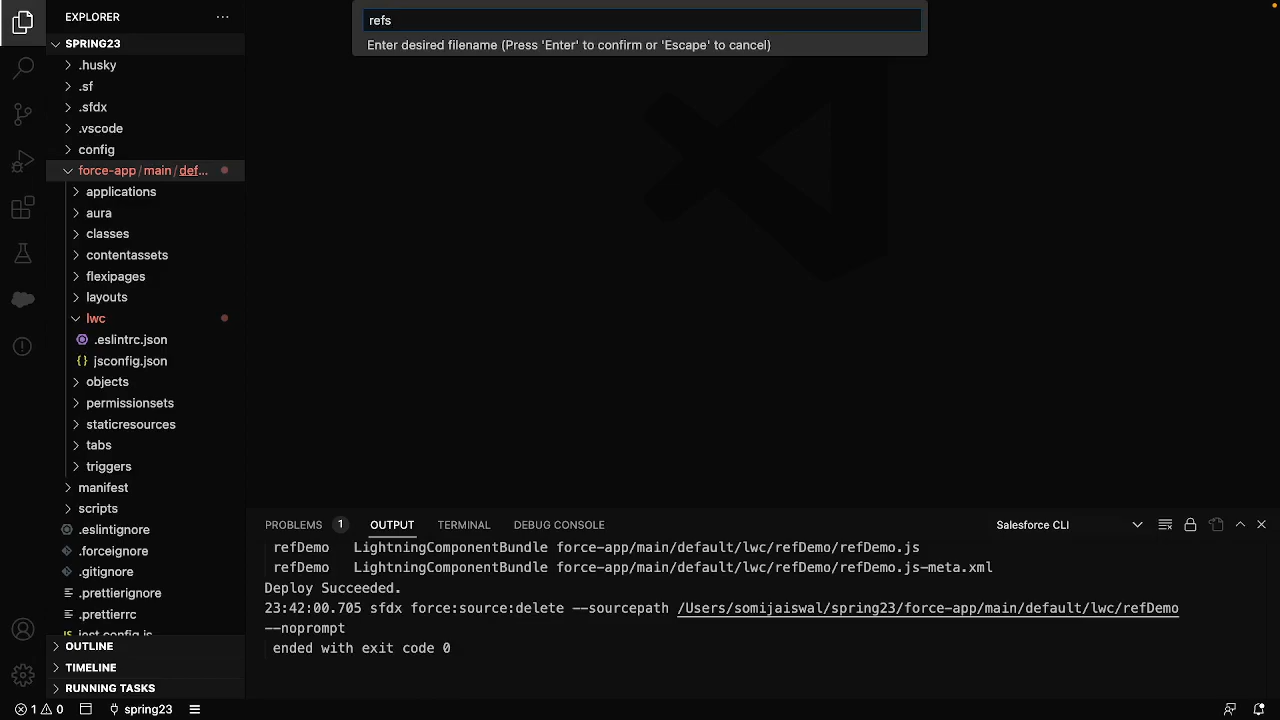 refs
Enter desired filename (Press 'Enter' to confirm or 'Escape' to cancel)
EXPLORER
SPRING23
.husky
.sf
.sfdx
.vscode
config
force-app / main / def...
applications
aura
classes
contentassets
flexipages
layouts
lwc
.eslintrc.json
{} jsconfig.json
objects
permissionsets
staticresources
tabs
triggers
manifest
scripts
.eslintignore
.forceignore
.gitignore
.prettierignore
.prettierrc
jest.config.js
OUTLINE
TIMELINE
RUNNING TASKS
PROBLEMS 1 OUTPUT TERMINAL DEBUG CONSOLE Salesforce CLI
refDemo LightningComponentBundle force-app/main/default/lwc/refDemo/refDemo.js
refDemo LightningComponentBundle force-app/main/default/lwc/refDemo/refDemo.js-meta.xml
Deploy Succeeded.
23:42:00.705 sfdx force:source:delete --sourcepath /Users/somijaiswal/spring23/force-app/main/default/lwc/refDemo
--noprompt
ended with exit code 0
1 0 spring23